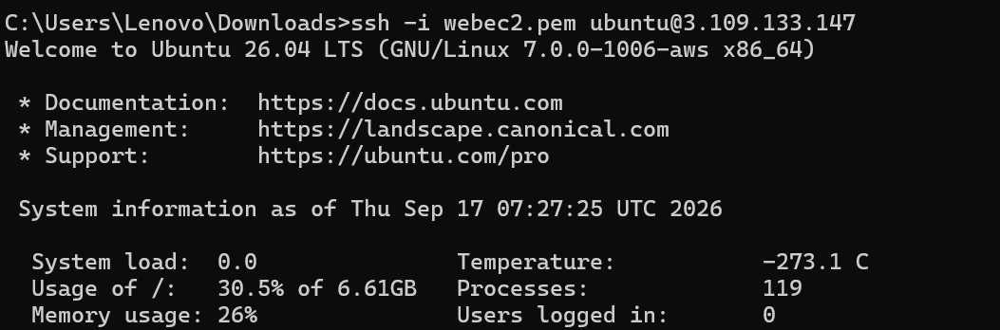 C:\Users\Lenovo\Downloads>ssh -i webec2.pem ubuntu@3.109.133.147
Welcome to Ubuntu 26.04 LTS (GNU/Linux 7.0.0-1006-aws x86_64)
* Documentation:  https://docs.ubuntu.com
* Management:     https://landscape.canonical.com
* Support:        https://ubuntu.com/pro
System information as of Thu Sep 17 07:27:25 UTC 2026
System load:  0.0                Temperature:           -273.1 C
Usage of /:   30.5% of 6.61GB   Processes:             119
Memory usage: 26%                Users logged in:       0